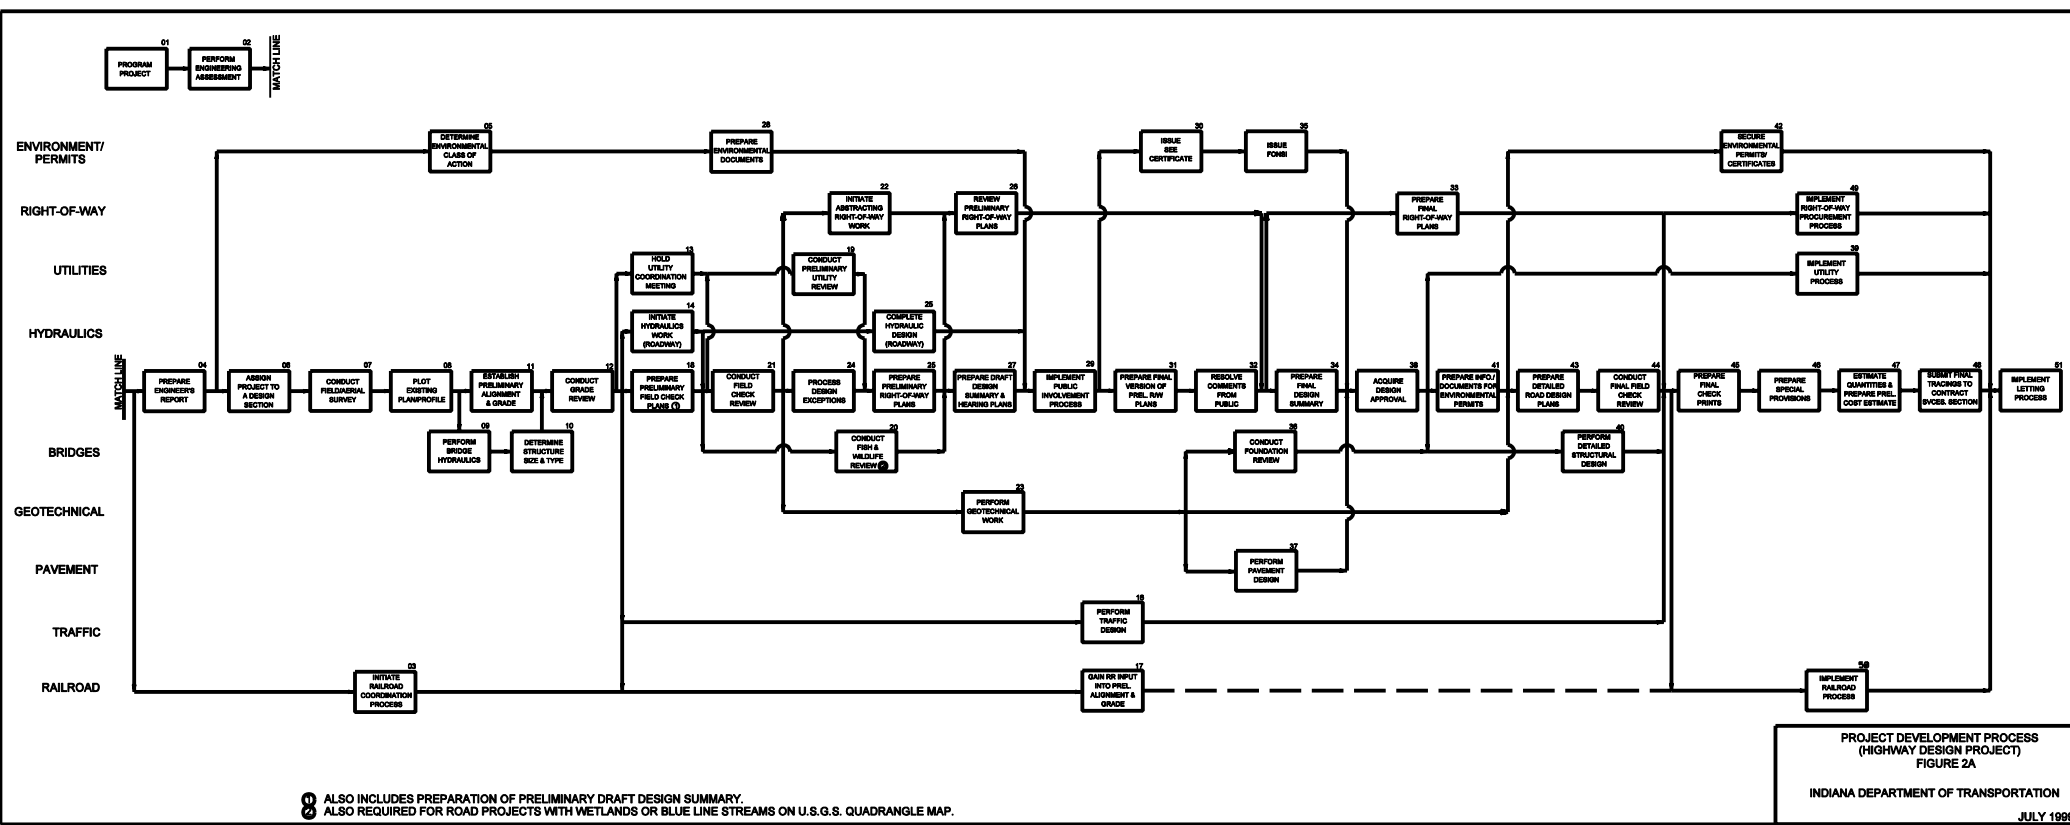 01
PROGRAM
PROJECT
02
PERFORM
ENGINEERING
ASSESSMENT
MATCH LINE
ENVIRONMENT/
PERMITS
05
DETERMINE
ENVIRONMENTAL
CLASS OF
ACTION
28
PREPARE
ENVIRONMENTAL
DOCUMENTS
30
ISSUE
SEE
CERTIFICATE
35
ISSUE
FONSI
42
SECURE
ENVIRONMENTAL
PERMITS/
CERTIFICATES
RIGHT-OF-WAY
22
INITIATE
ABSTRACTING
RIGHT-OF-WAY
WORK
26
REVIEW
PRELIMINARY
RIGHT-OF-WAY
PLANS
33
PREPARE
FINAL
RIGHT-OF-WAY
PLANS
49
IMPLEMENT
RIGHT-OF-WAY
PROCUREMENT
PROCESS
UTILITIES
13
HOLD
UTILITY
COORDINATION
MEETING
19
CONDUCT
PRELIMINARY
UTILITY
REVIEW
39
IMPLEMENT
UTILITY
PROCESS
HYDRAULICS
14
INITIATE
HYDRAULICS
WORK
(ROADWAY)
25
COMPLETE
HYDRAULIC
DESIGN
(ROADWAY)
MATCH LINE
04
PREPARE
ENGINEER'S
REPORT
06
ASSIGN
PROJECT TO
A DESIGN
SECTION
07
CONDUCT
FIELD/AERIAL
SURVEY
08
PLOT
EXISTING
PLAN/PROFILE
11
ESTABLISH
PRELIMINARY
ALIGNMENT
& GRADE
12
CONDUCT
GRADE
REVIEW
16
PREPARE
PRELIMINARY
FIELD CHECK
PLANS ①
21
CONDUCT
FIELD
CHECK
REVIEW
24
PROCESS
DESIGN
EXCEPTIONS
25
PREPARE
PRELIMINARY
RIGHT-OF-WAY
PLANS
27
PREPARE DRAFT
DESIGN
SUMMARY &
HEARING PLANS
29
IMPLEMENT
PUBLIC
INVOLVEMENT
PROCESS
31
PREPARE FINAL
VERSION OF
PREL. R/W
PLANS
32
RESOLVE
COMMENTS
FROM
PUBLIC
34
PREPARE
FINAL
DESIGN
SUMMARY
38
ACQUIRE
DESIGN
APPROVAL
41
PREPARE INFO./
DOCUMENTS FOR
ENVIRONMENTAL
PERMITS
43
PREPARE
DETAILED
ROAD DESIGN
PLANS
44
CONDUCT
FINAL FIELD
CHECK
REVIEW
45
PREPARE
FINAL
CHECK
PRINTS
46
PREPARE
SPECIAL
PROVISIONS
47
ESTIMATE
QUANTITIES &
PREPARE PREL.
COST ESTIMATE
48
SUBMIT FINAL
TRACINGS TO
CONTRACT
SVCES. SECTION
51
IMPLEMENT
LETTING
PROCESS
BRIDGES
09
PERFORM
BRIDGE
HYDRAULICS
10
DETERMINE
STRUCTURE
SIZE & TYPE
20
CONDUCT
FISH &
WILDLIFE
REVIEW ②
36
CONDUCT
FOUNDATION
REVIEW
40
PERFORM
DETAILED
STRUCTURAL
DESIGN
GEOTECHNICAL
23
PERFORM
GEOTECHNICAL
WORK
PAVEMENT
37
PERFORM
PAVEMENT
DESIGN
TRAFFIC
18
PERFORM
TRAFFIC
DESIGN
RAILROAD
03
INITIATE
RAILROAD
COORDINATION
PROCESS
17
GAIN RR INPUT
INTO PREL.
ALIGNMENT &
GRADE
50
IMPLEMENT
RAILROAD
PROCESS
① ALSO INCLUDES PREPARATION OF PRELIMINARY DRAFT DESIGN SUMMARY.
② ALSO REQUIRED FOR ROAD PROJECTS WITH WETLANDS OR BLUE LINE STREAMS ON U.S.G.S. QUADRANGLE MAP.
PROJECT DEVELOPMENT PROCESS
(HIGHWAY DESIGN PROJECT)
FIGURE 2A
INDIANA DEPARTMENT OF TRANSPORTATION
JULY